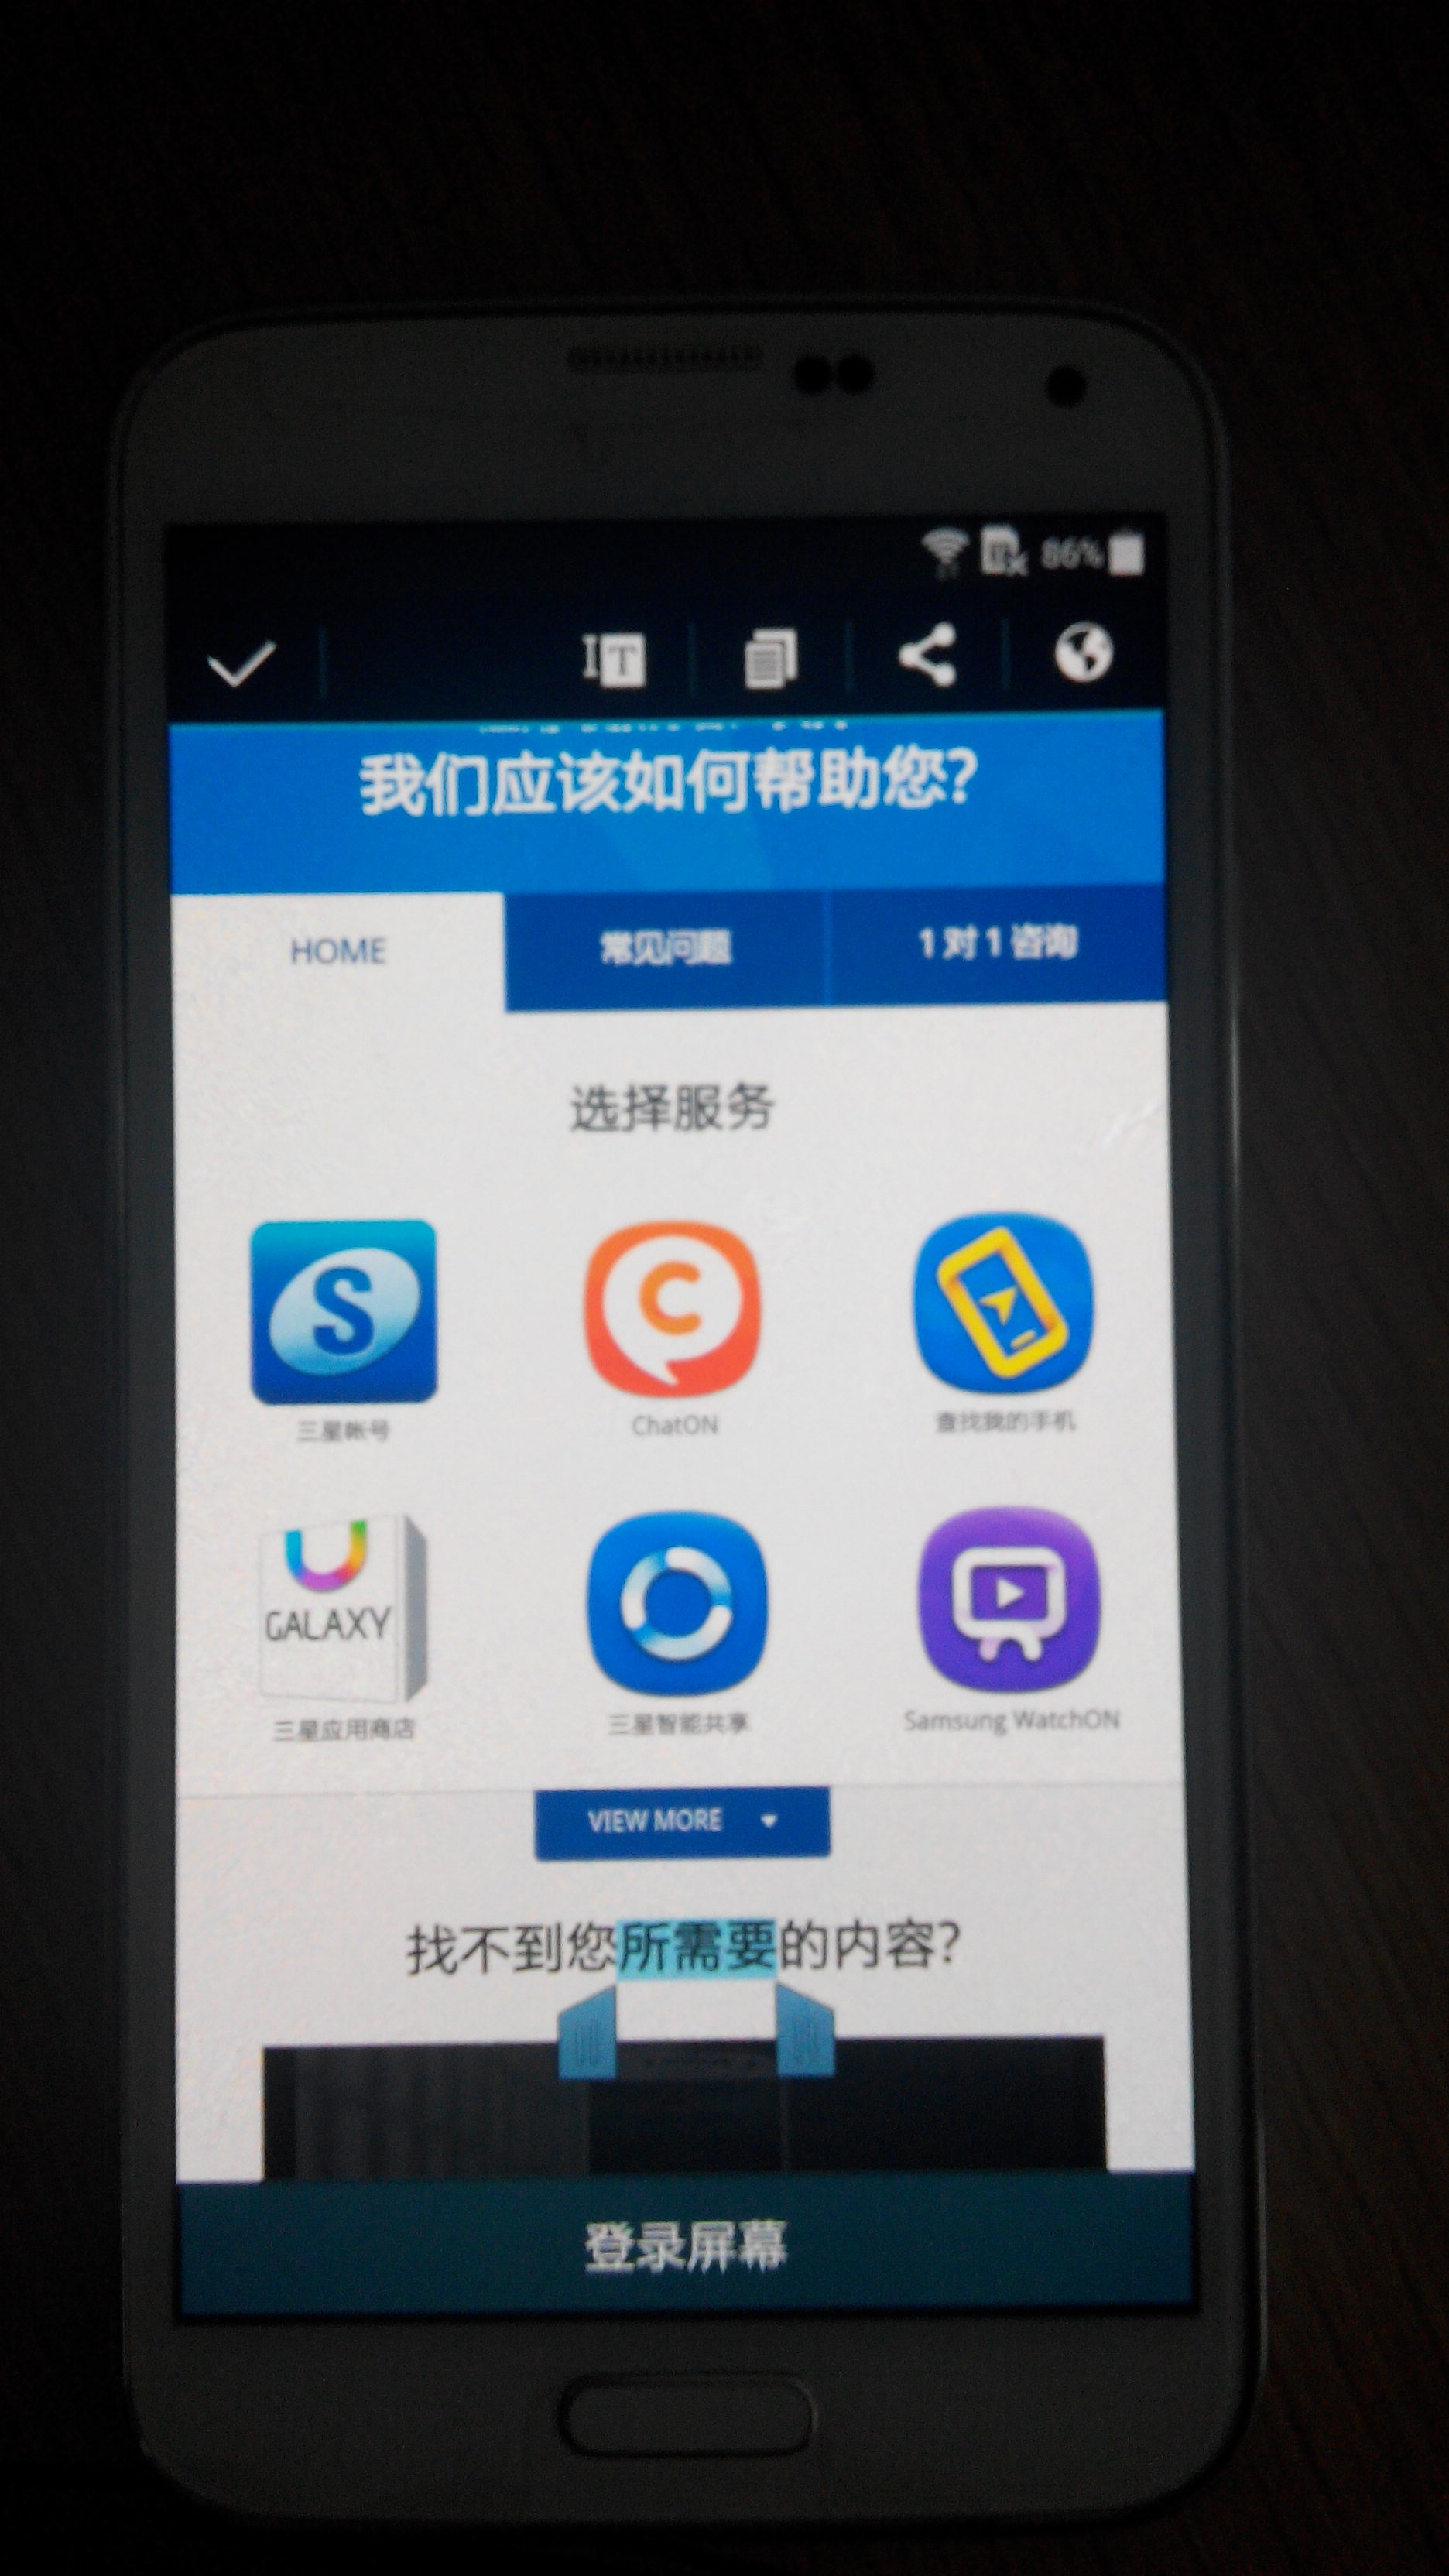 86%
我们应该如何帮助您?
HOME 常见问题 1对1咨询
选择服务
S C
三星帐号 ChatON 查找我的手机
GALAXY
三星应用商店 三星智能共享 Samsung WatchON
VIEW MORE
找不到您所需要的内容?
登录屏幕